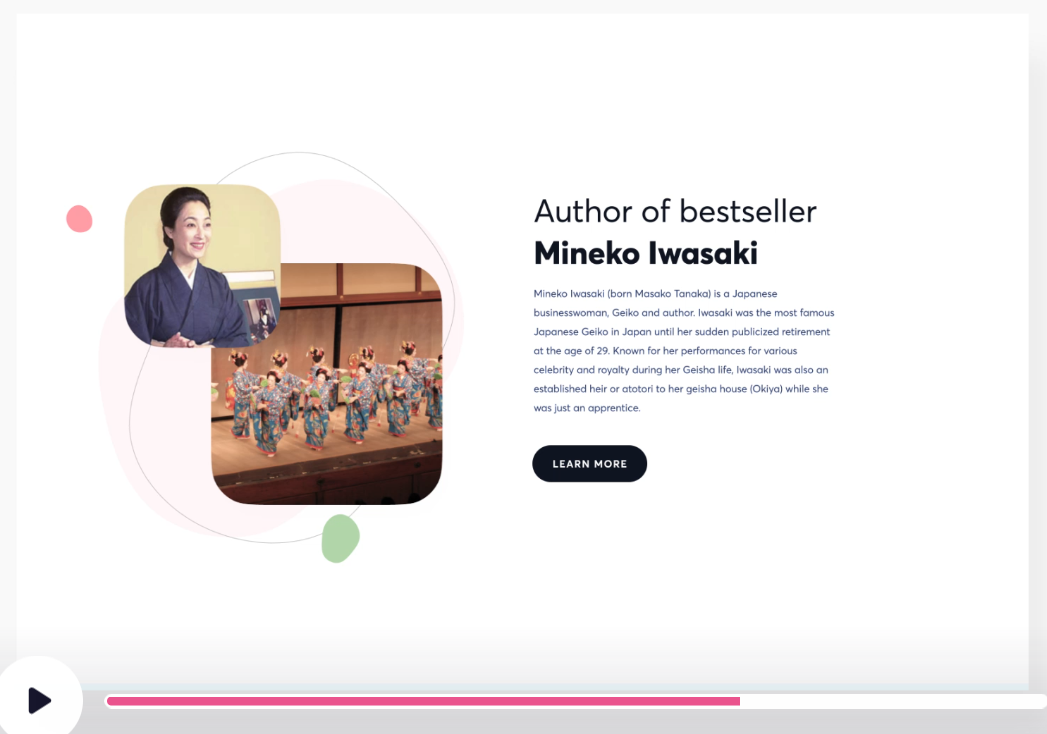 Author of bestseller
Mineko Iwasaki
Mineko Iwasaki (born Masako Tanaka) is a Japanese
businesswoman, Geiko and author. Iwasaki was the most famous
Japanese Geiko in Japan until her sudden publicized retirement
at the age of 29. Known for her performances for various
celebrity and royalty during her Geisha life, Iwasaki was also an
established heir or atotori to her geisha house (Okiya) while she
was just an apprentice.
LEARN MORE